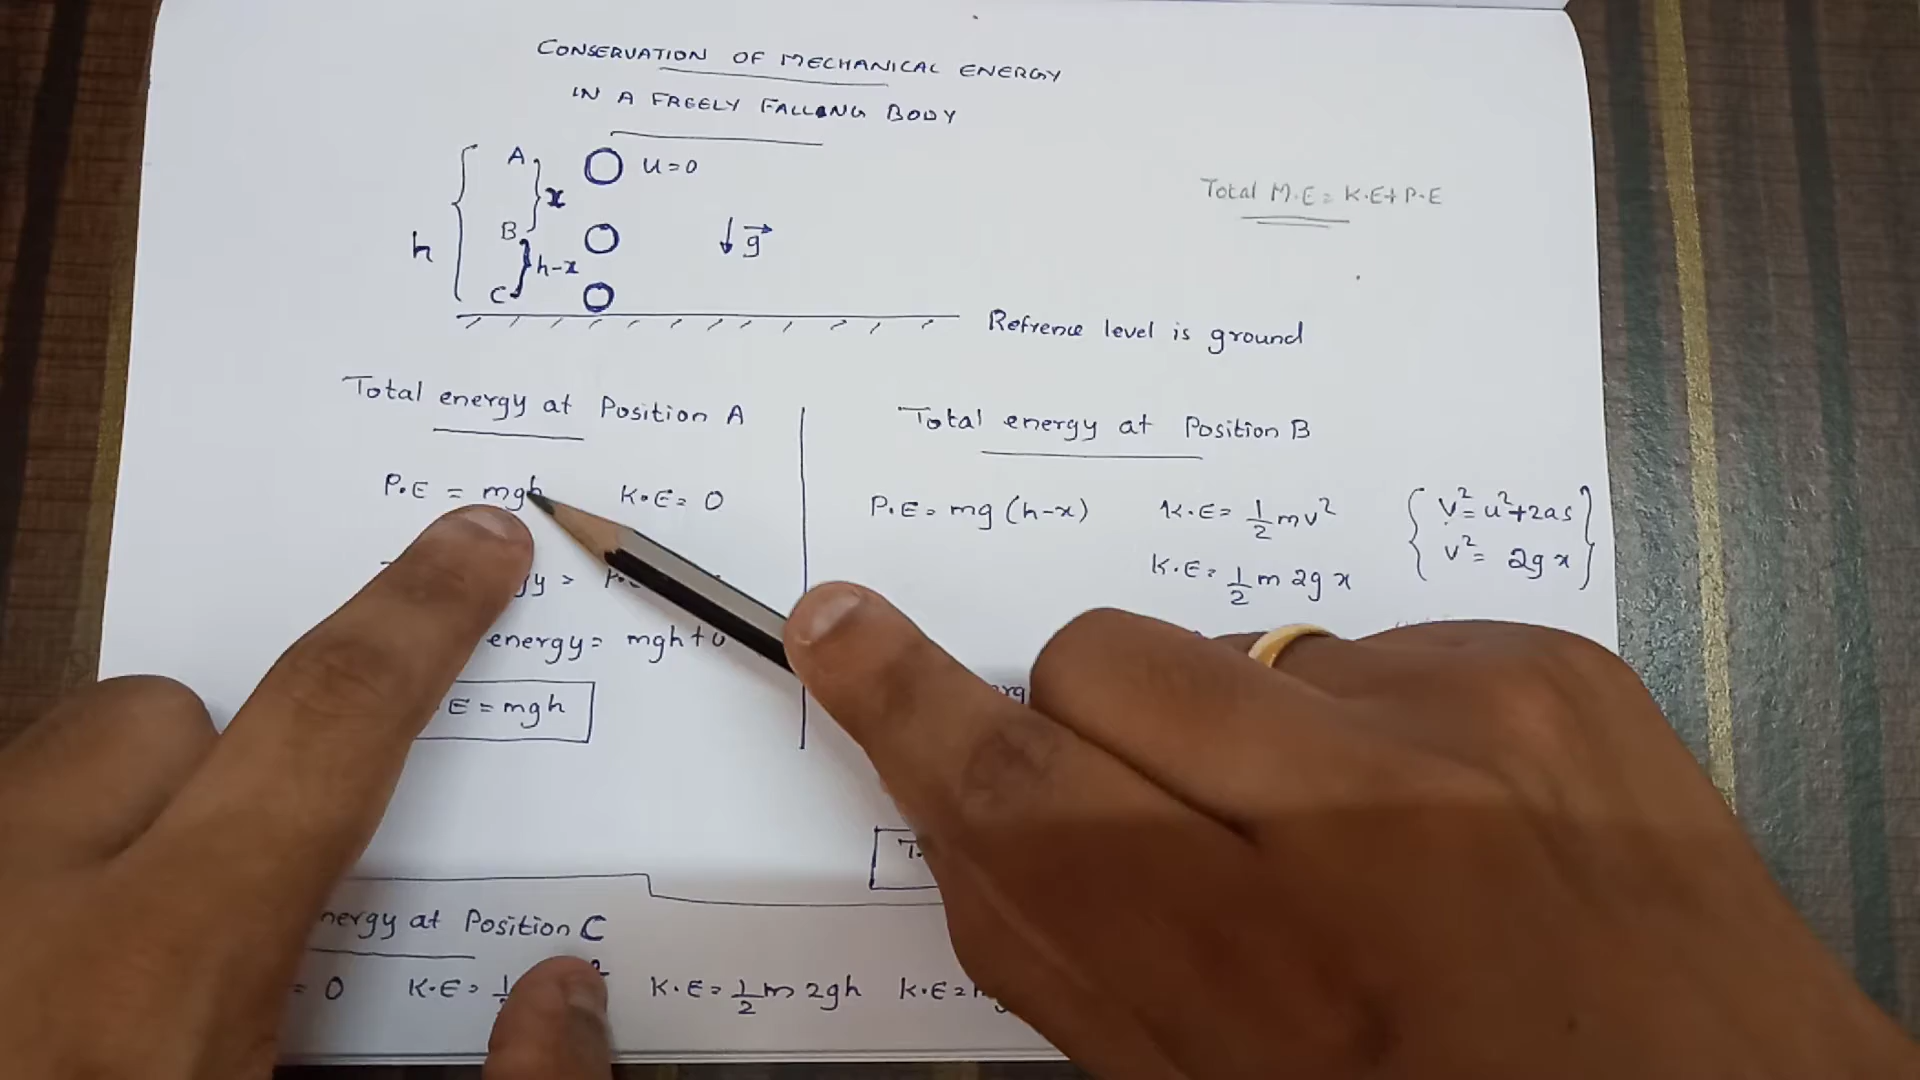 CONSERVATION OF MECHANICAL ENERGY
IN A FREELY FALLING BODY
A
u = 0
x
Total M.E = K.E + P.E
B
h
↓ g⃗
h-x
C
Refrence level is ground
Total energy at Position A
P.E = mgh K.E = 0
energy = mgh + 0
E = mgh
Total energy at Position B
P.E = mg (h-x) K.E = 1/2 mv² { v² = u² + 2as
K.E = 1/2 m 2g x v² = 2g x }
T.
nergy at Position C
= 0 K.E = K.E = 1/2 m 2gh K.E =